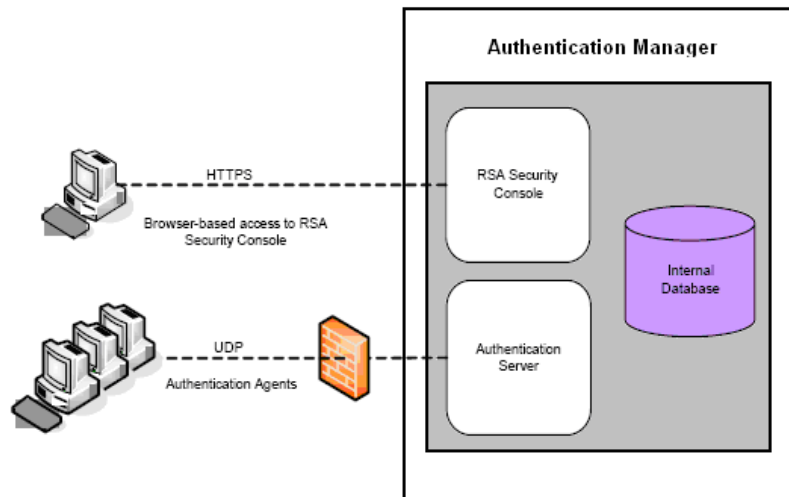 Authentication Manager
HTTPS
RSA Security
Console
Browser-based access to RSA
Security Console
Internal
Database
UDP
Authentication
Server
Authentication Agents